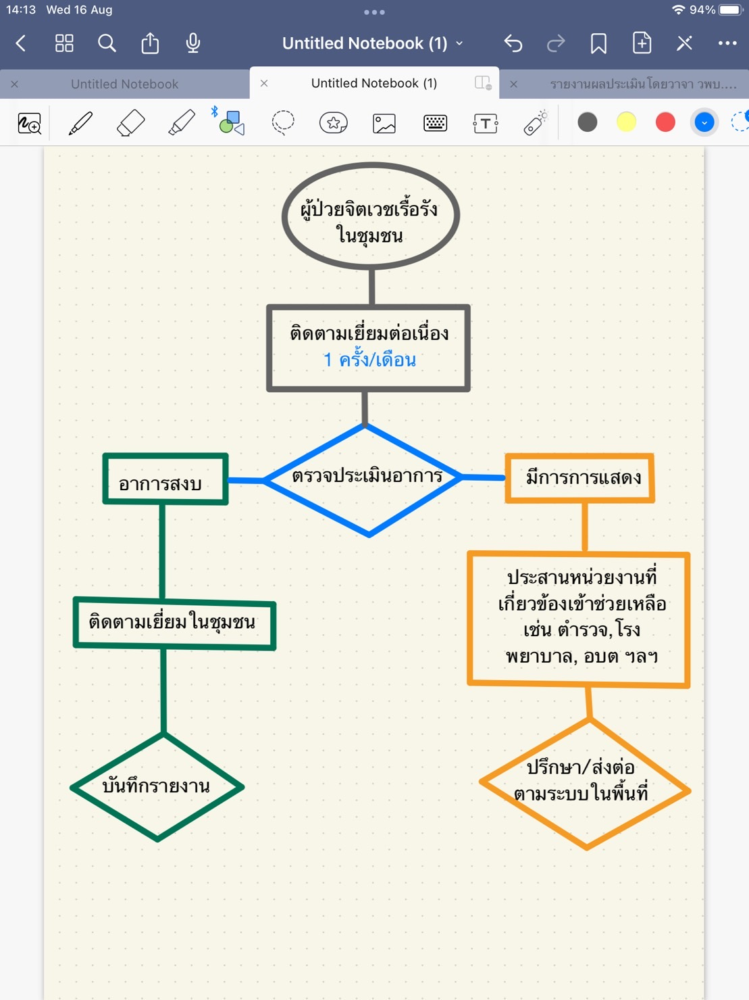 14:13 Wed 16 Aug
94%
Untitled Notebook (1)
Untitled Notebook
Untitled Notebook (1)
รายงานผลประเมินโดยวาจา วพบ....
T
ผู้ป่วยจิตเวชเรื้อรัง
ในชุมชน
ติดตามเยี่ยมต่อเนื่อง
1 ครั้ง/เดือน
ตรวจประเมินอาการ
อาการสงบ
มีการการแสดง
ประสานหน่วยงานที่
เกี่ยวข้องเข้าช่วยเหลือ
เช่น ตำรวจ,โรง
พยาบาล, อบต ฯลฯ
ติดตามเยี่ยมในชุมชน
บันทึกรายงาน
ปรึกษา/ส่งต่อ
ตามระบบในพื้นที่